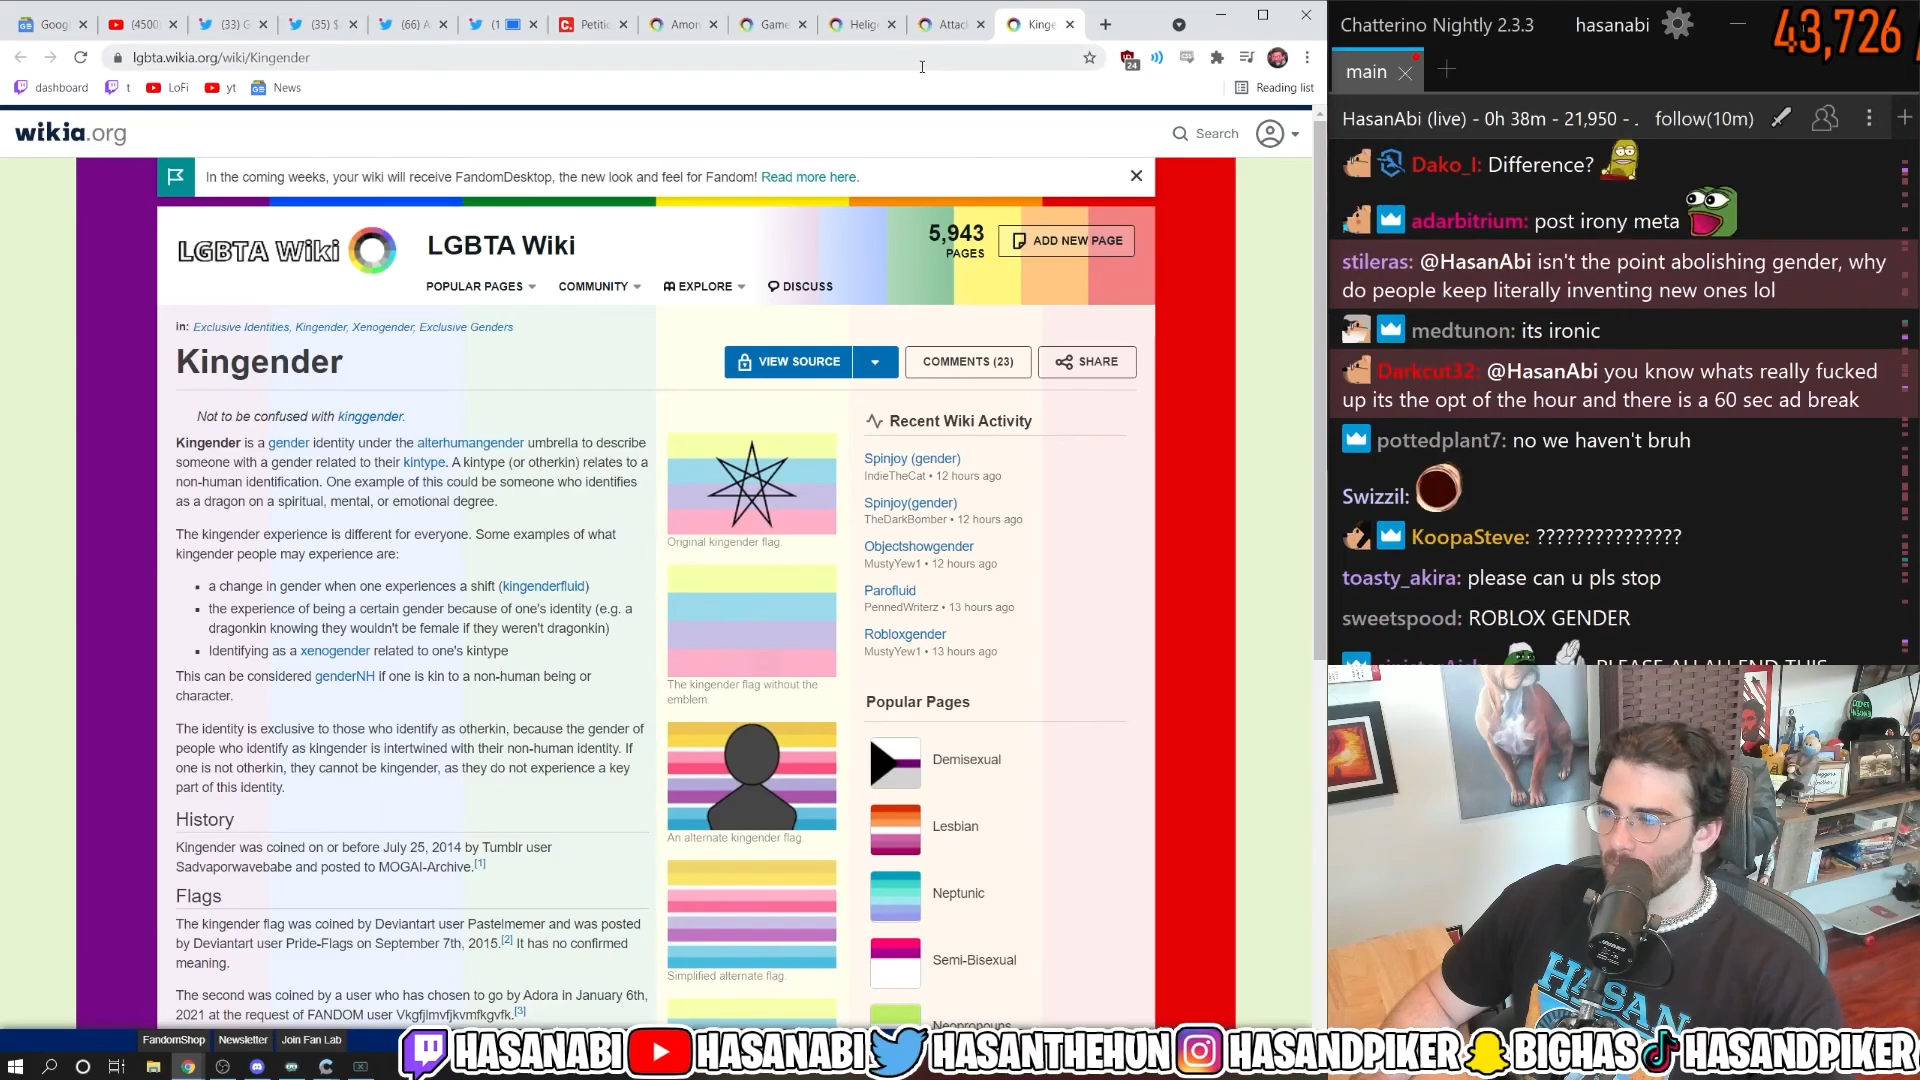 Goog
(4500)
(33) G
(35) $
(66) A
(1
Petitic
Amon
Game
Helig
Attac
Kinge
lgbta.wikia.org/wiki/Kingender
24
dashboard
t
LoFi
yt
News
Reading list
wikia.org
Search
In the coming weeks, your wiki will receive FandomDesktop, the new look and feel for Fandom! Read more here.
LGBTA Wiki
LGBTA Wiki
5,943
PAGES
ADD NEW PAGE
POPULAR PAGES
COMMUNITY
EXPLORE
DISCUSS
in: Exclusive Identities, Kingender, Xenogender, Exclusive Genders
Kingender
VIEW SOURCE
COMMENTS (23)
SHARE
Not to be confused with kinggender.
Kingender is a gender identity under the alterhumangender umbrella to describe
someone with a gender related to their kintype. A kintype (or otherkin) relates to a
non-human identification. One example of this could be someone who identifies
as a dragon on a spiritual, mental, or emotional degree.
The kingender experience is different for everyone. Some examples of what
kingender people may experience are:
a change in gender when one experiences a shift (kingenderfluid)
the experience of being a certain gender because of one's identity (e.g. a
dragonkin knowing they wouldn't be female if they weren't dragonkin)
Identifying as a xenogender related to one's kintype
This can be considered genderNH if one is kin to a non-human being or
character.
The identity is exclusive to those who identify as otherkin, because the gender of
people who identify as kingender is intertwined with their non-human identity. If
one is not otherkin, they cannot be kingender, as they do not experience a key
part of this identity.
History
Kingender was coined on or before July 25, 2014 by Tumblr user
Sadvaporwavebabe and posted to MOGAI-Archive.[1]
Flags
The kingender flag was coined by Deviantart user Pastelmemer and was posted
by Deviantart user Pride-Flags on September 7th, 2015.[2] It has no confirmed
meaning.
The second was coined by a user who has chosen to go by Adora in January 6th,
2021 at the request of FANDOM user Vkgfjlmvfjkvmfkgvfk.[3]
Original kingender flag.
The kingender flag without the
emblem.
An alternate kingender flag.
Simplified alternate flag.
Recent Wiki Activity
Spinjoy (gender)
IndieTheCat • 12 hours ago
Spinjoy(gender)
TheDarkBomber • 12 hours ago
Objectshowgender
MustyYew1 • 12 hours ago
Parofluid
PennedWriterz • 13 hours ago
Robloxgender
MustyYew1 • 13 hours ago
Popular Pages
Demisexual
Lesbian
Neptunic
Semi-Bisexual
Neopronouns
FandomShop
Newsletter
Join Fan Lab
Chatterino Nightly 2.3.3
hasanabi
43,726
main
HasanAbi (live) - 0h 38m - 21,950 - .
follow(10m)
Dako_I: Difference?
adarbitrium: post irony meta
stileras: @HasanAbi isn't the point abolishing gender, why
do people keep literally inventing new ones lol
medtunon: its ironic
Darkcut32: @HasanAbi you know whats really fucked
up its the opt of the hour and there is a 60 sec ad break
pottedplant7: no we haven't bruh
Swizzil:
KoopaSteve: ???????????????
toasty_akira: please can u pls stop
sweetspood: ROBLOX GENDER
HASAN
HASANABI
HASANABI
HASANTHEHUN
HASANDPIKER
BIGHAS
HASANDPIKER